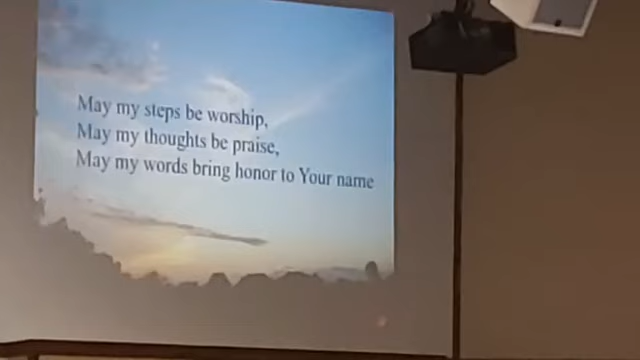 May my steps be worship,
May my thoughts be praise,
May my words bring honor to Your name